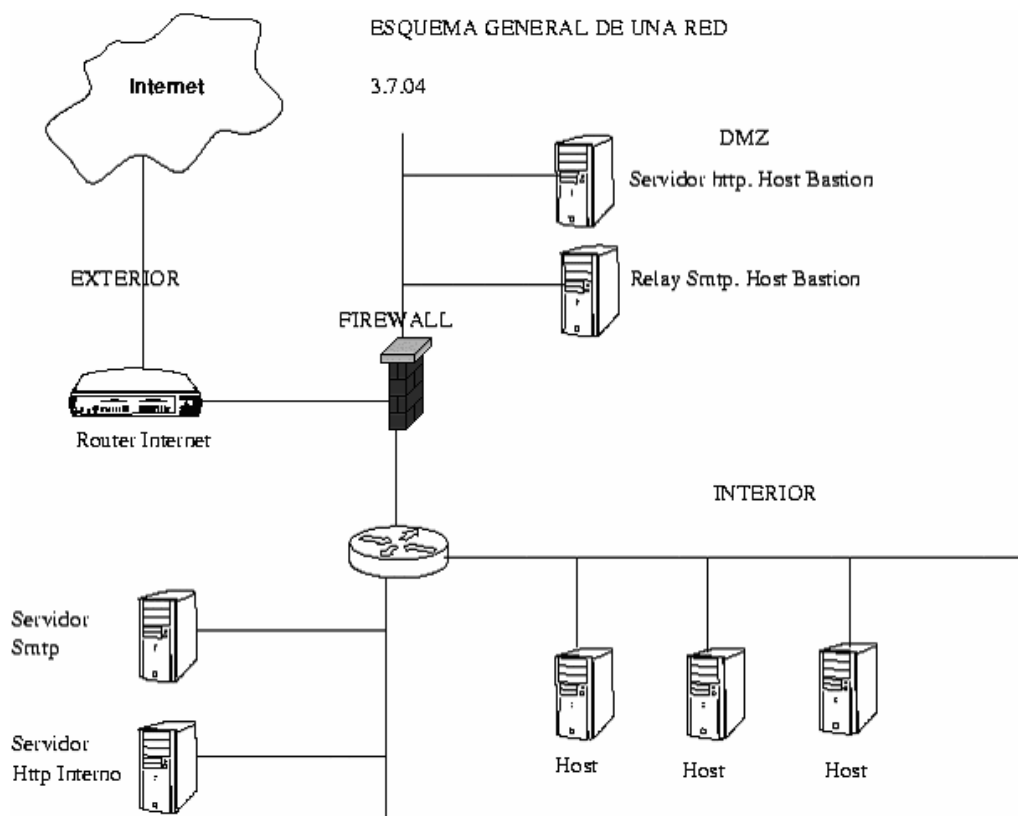 ESQUEMA GENERAL DE UNA RED
Internet
3.7.04
DMZ
Servidor http. Host Bastion
EXTERIOR
Relay Smtp. Host Bastion
FIREWALL
Router Internet
INTERIOR
Servidor
Smtp
Servidor
Http Interno
Host
Host
Host